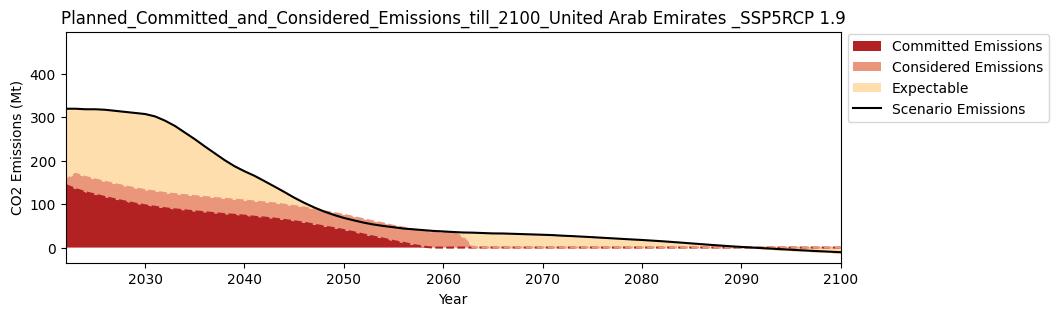 Planned_Committed_and_Considered_Emissions_till_2100_United Arab Emirates _SSP5RCP 1.9
Committed Emissions
Considered Emissions
Expectable
Scenario Emissions
CO2 Emissions (Mt)
400
300
200
100
0
2030 2040 2050 2060 2070 2080 2090 2100
Year